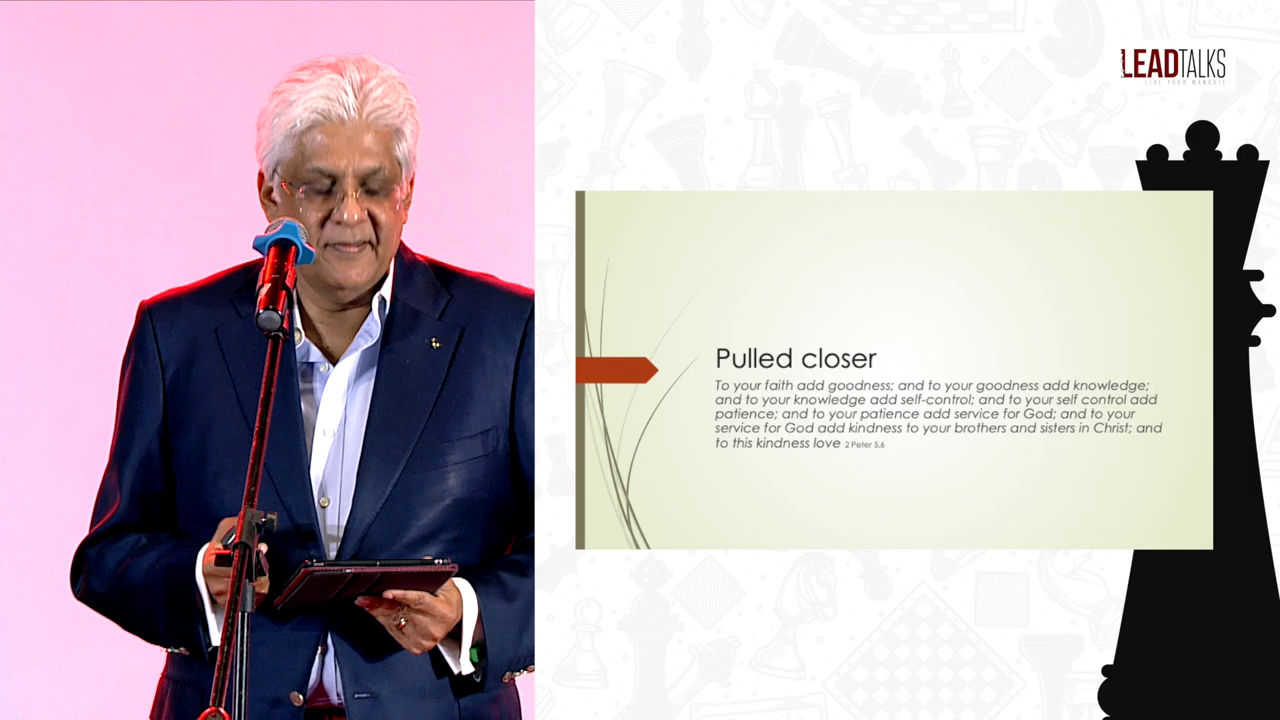 LEADTALKS
LIVE YOUR MANDATE
Pulled closer
To your faith add goodness; and to your goodness add knowledge;
and to your knowledge add self-control; and to your self control add
patience; and to your patience add service for God; and to your
service for God add kindness to your brothers and sisters in Christ; and
to this kindness love 2 Peter 5,6